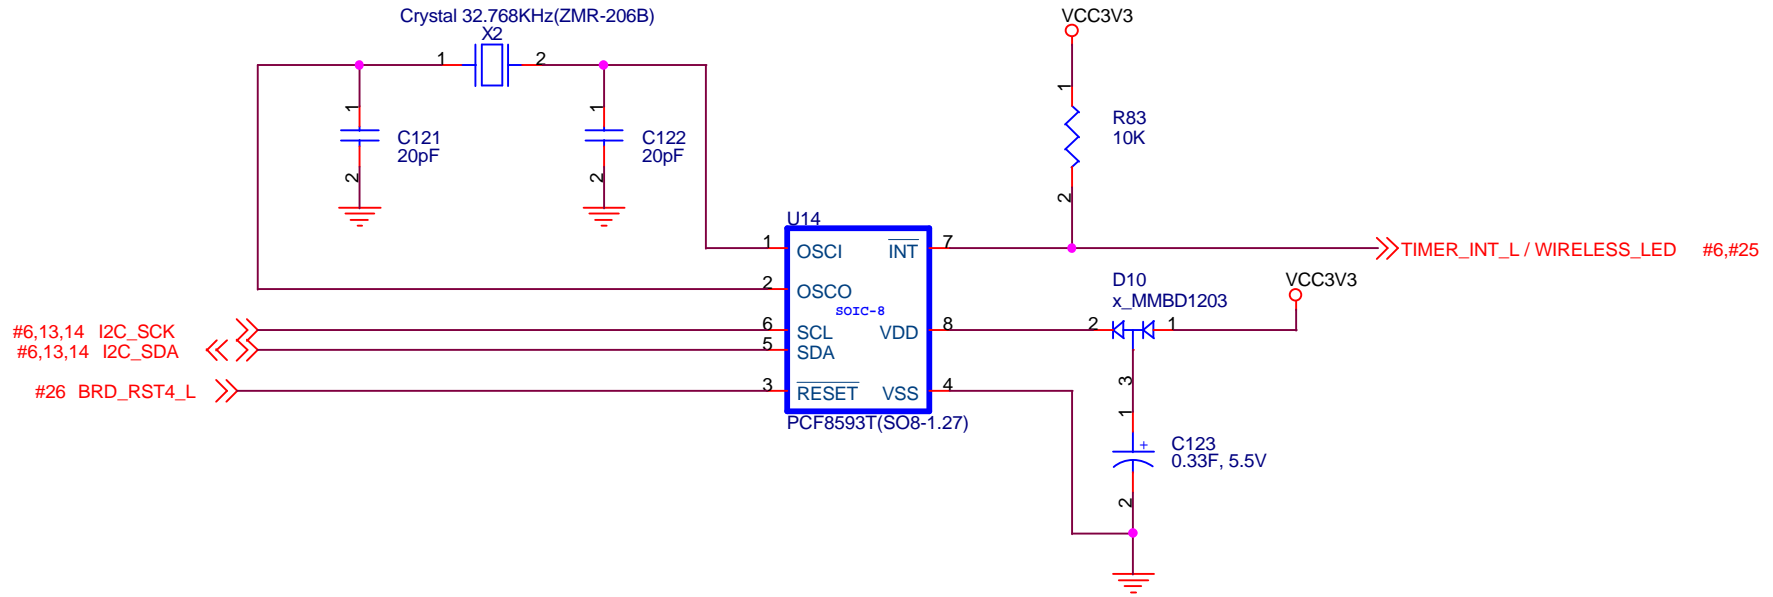 Crystal 32.768KHz(ZMR-206B)
X2
1
2
VCC3V3
1
R83
10K
2
1
C121
20pF
2
1
C122
20pF
2
U14
1
OSCI
INT
7
TIMER_INT_L / WIRELESS_LED #6,#25
2
OSCO
SOIC-8
D10
x_MMBD1203
VCC3V3
#6,13,14 I2C_SCK
6
SCL
VDD
8
2
1
#6,13,14 I2C_SDA
5
SDA
3
#26 BRD_RST4_L
3
RESET
VSS
4
PCF8593T(SO8-1.27)
1
+
C123
0.33F, 5.5V
2